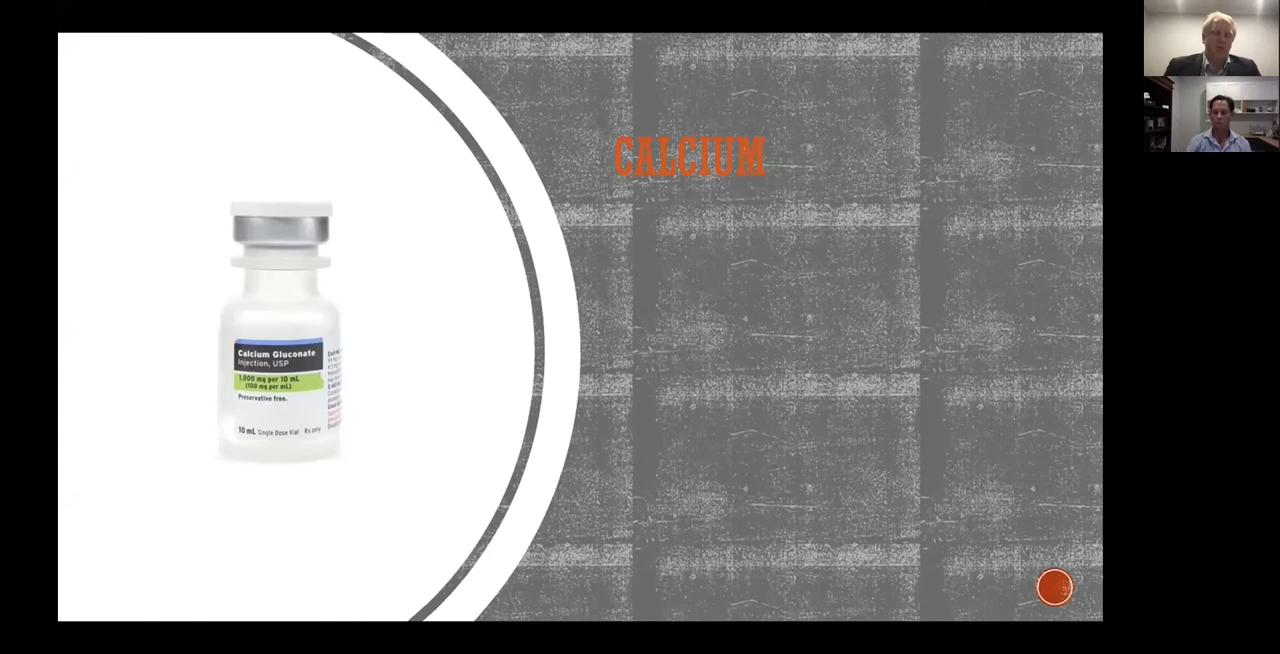 CALCIUM
Calcium Gluconate
Injection, USP
1,000 mg per 10 mL
(100 mg per mL)
Preservative free.
10 mL Single Dose Vial Rx only